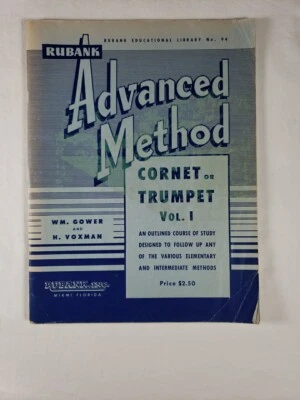 RUBANK EDUCATIONAL LIBRARY No. 96
RUBANK
Advanced
Method
CORNET OR
TRUMPET
VOL. I
WM. GOWER
AND
H. VOXMAN
AN OUTLINED COURSE OF STUDY
DESIGNED TO FOLLOW UP ANY
OF THE VARIOUS ELEMENTARY
AND INTERMEDIATE METHODS
Price $2.50
RUBANK, INC.
MIAMI FLORIDA